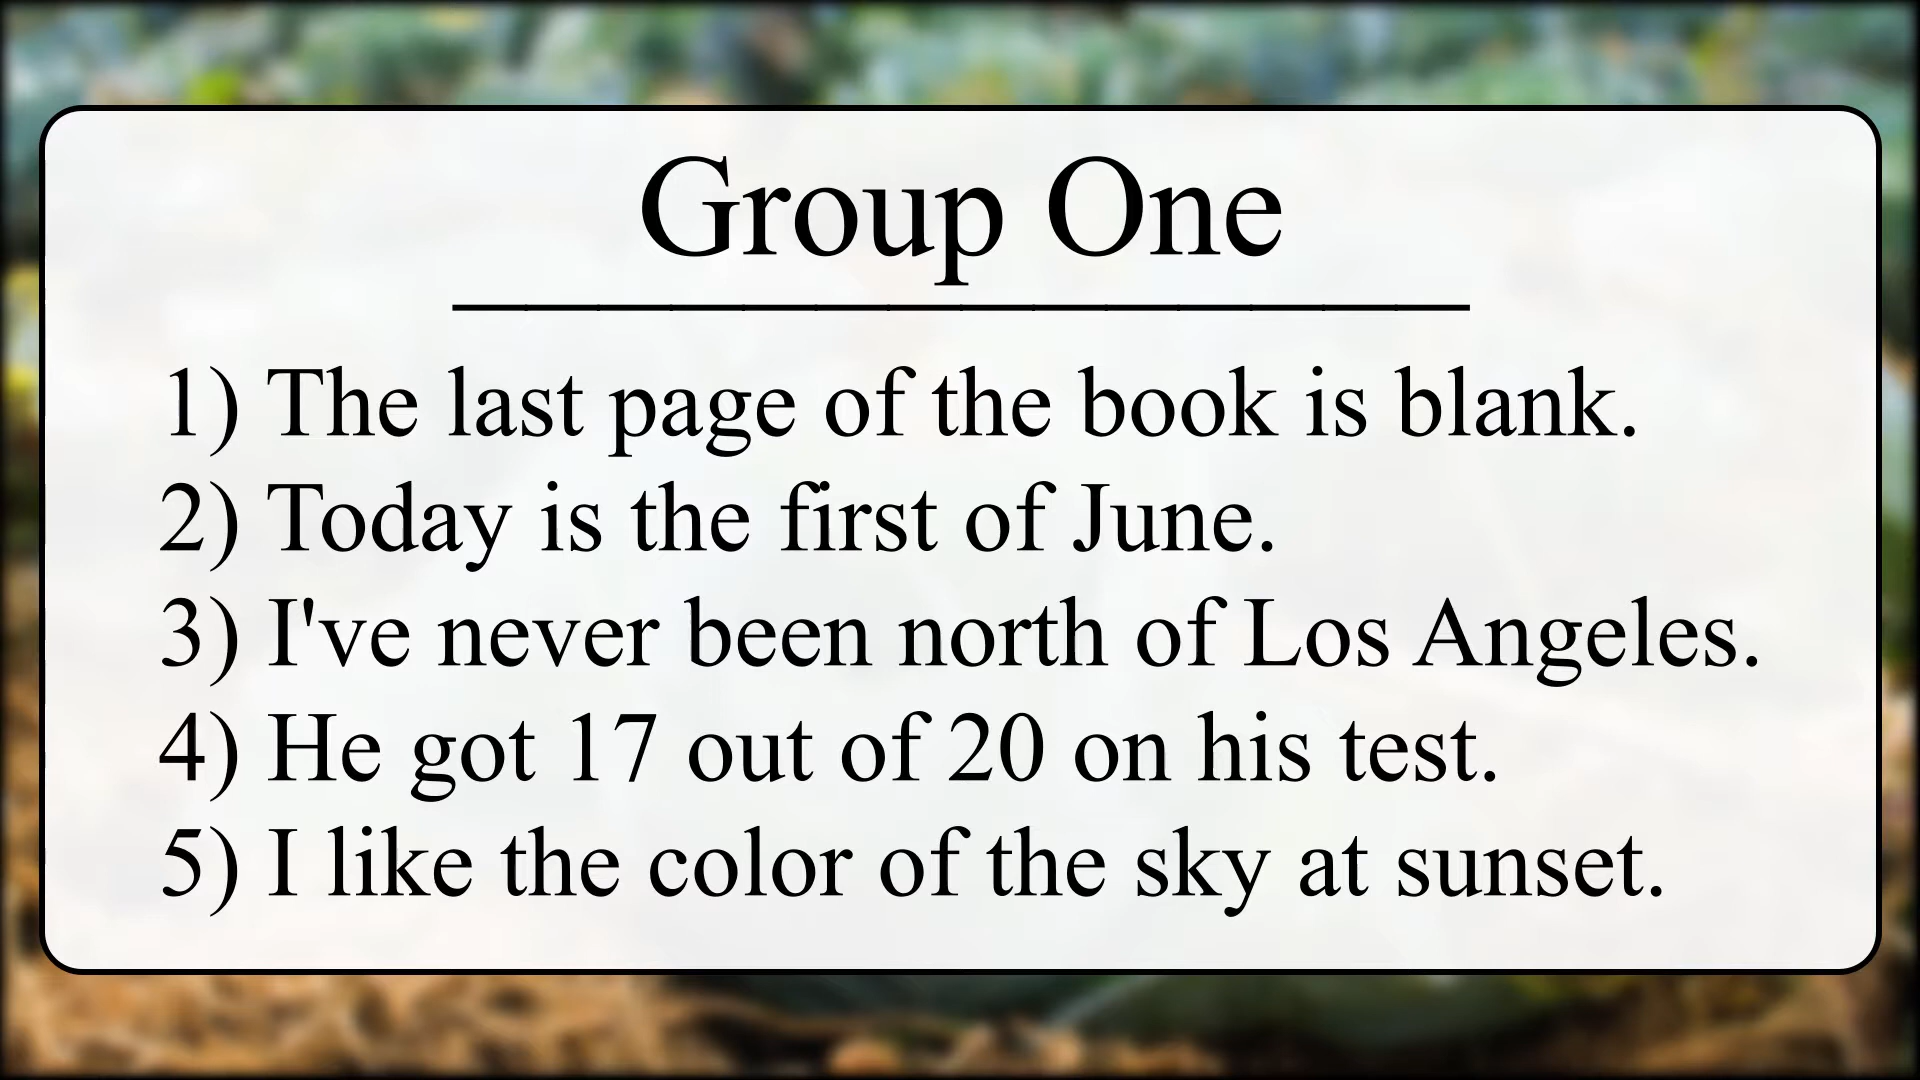 Group One
1) The last page of the book is blank.
2) Today is the first of June.
3) I've never been north of Los Angeles.
4) He got 17 out of 20 on his test.
5) I like the color of the sky at sunset.